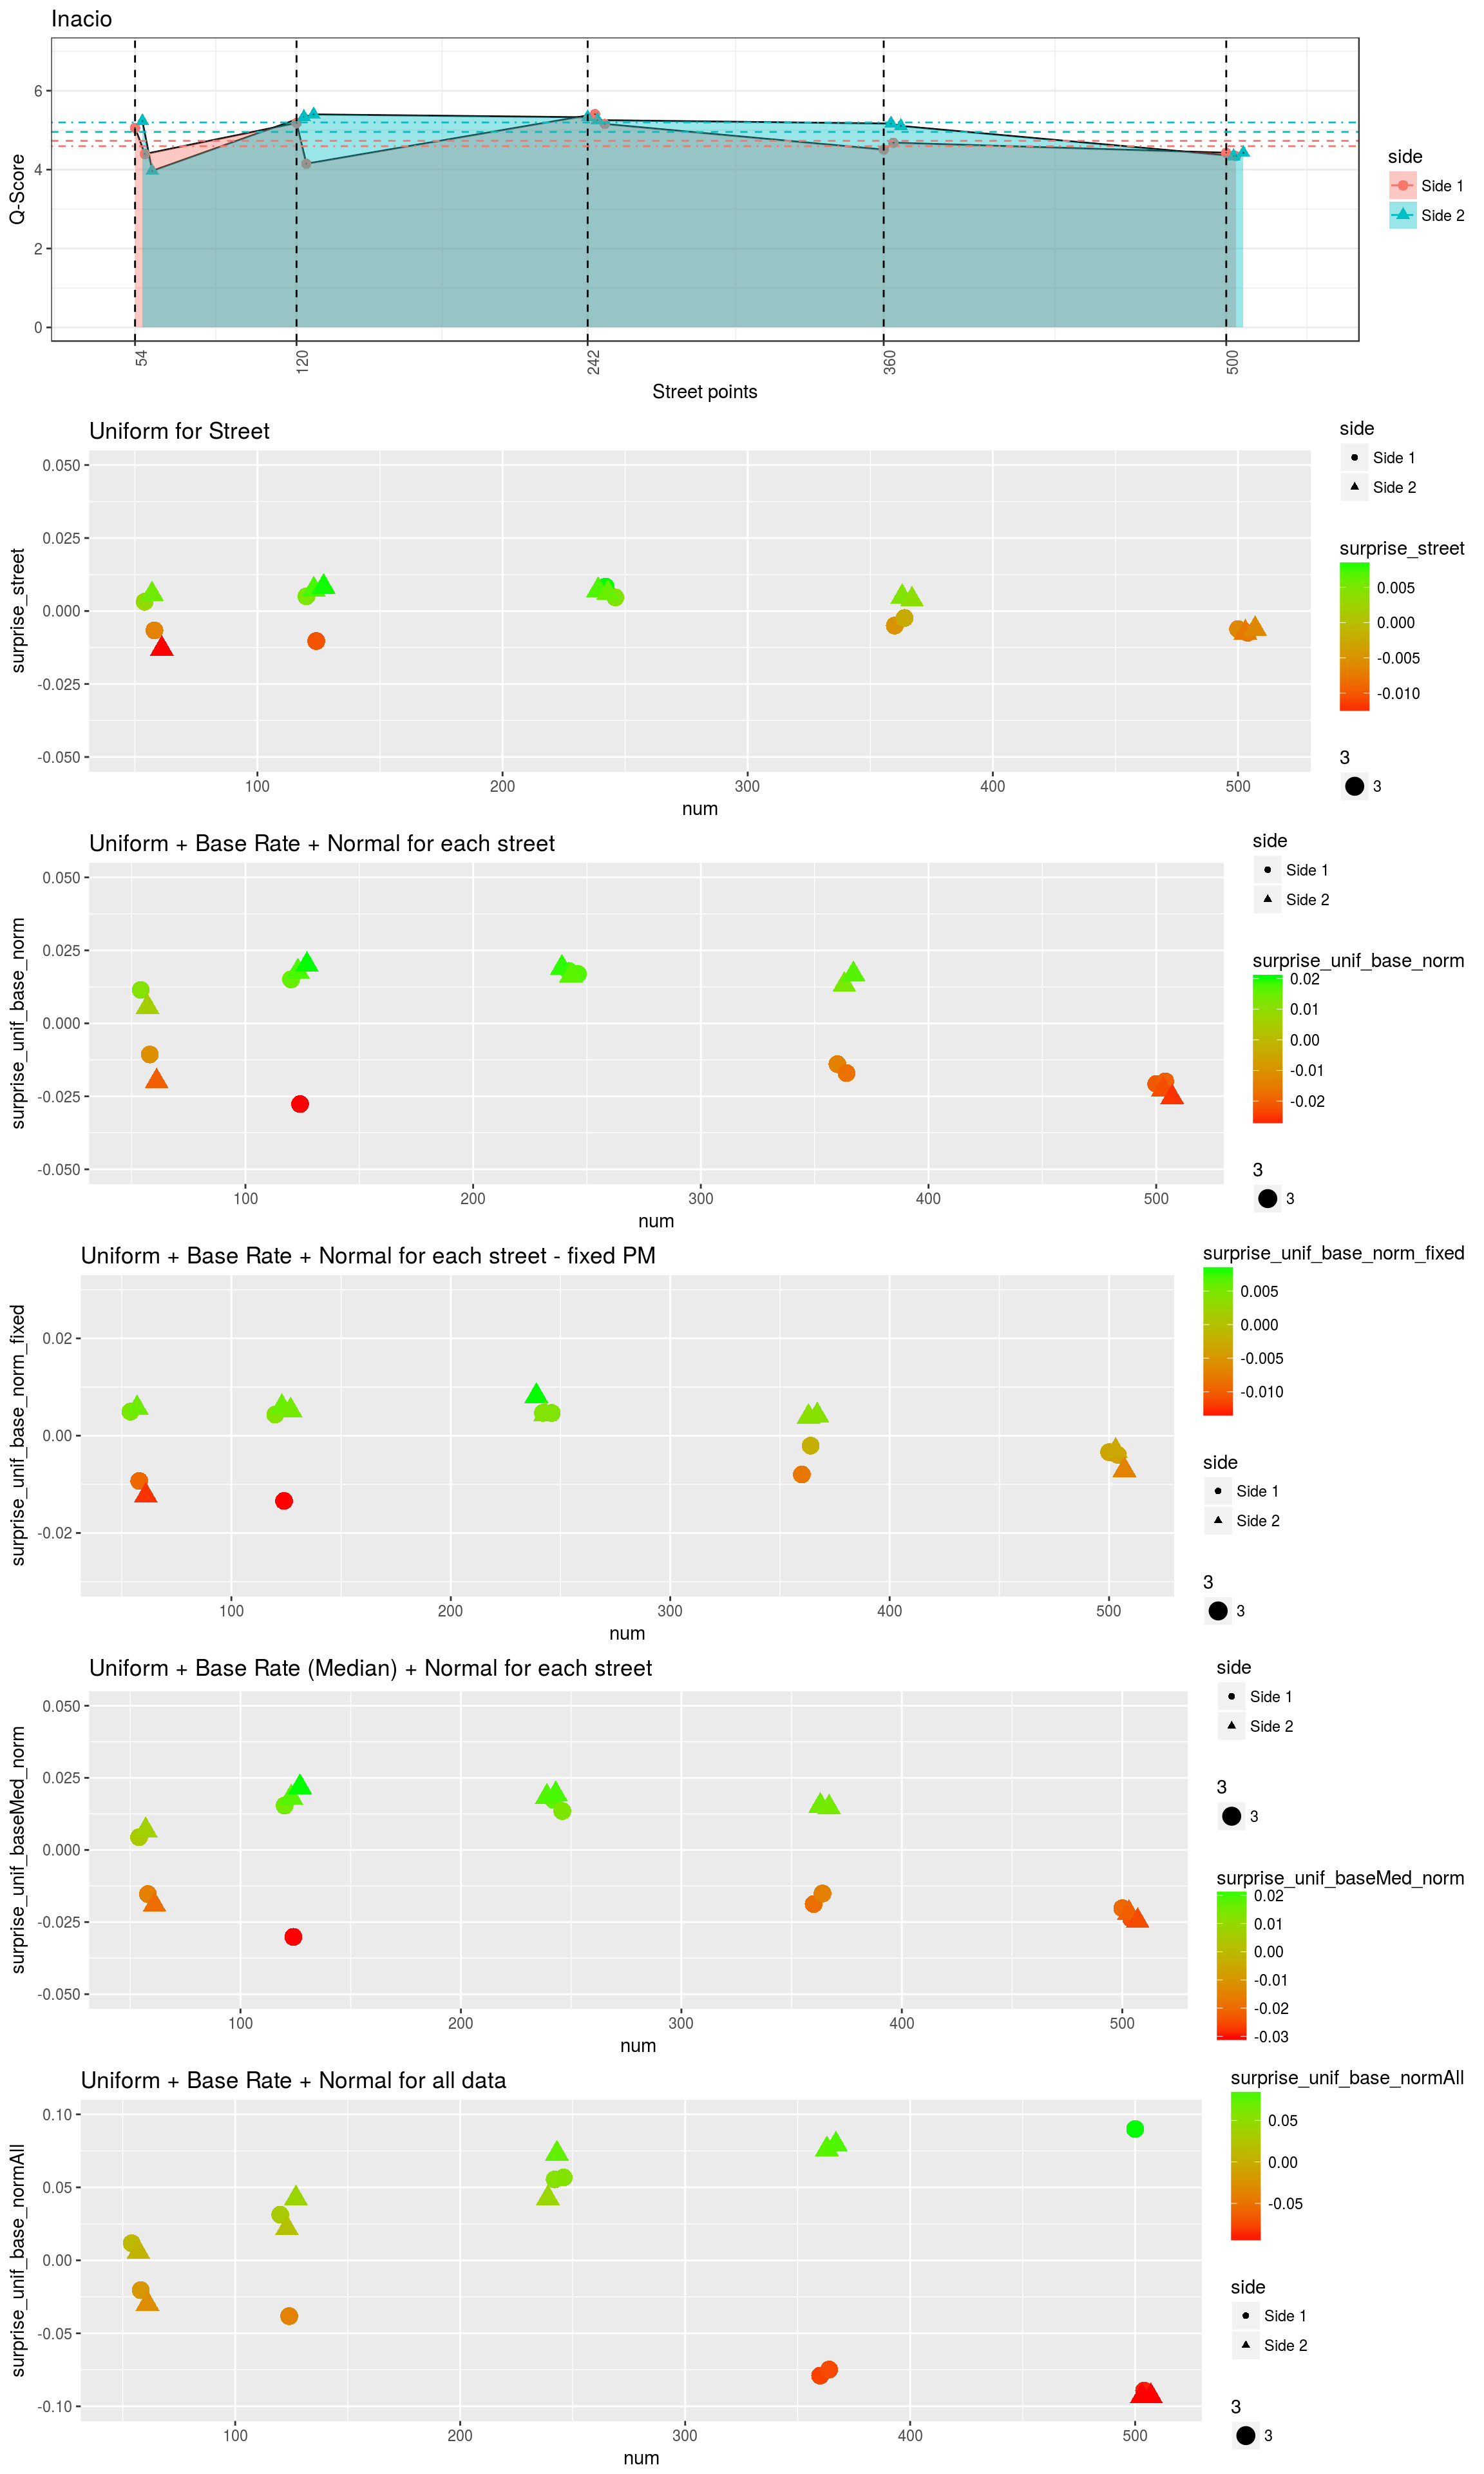 Inacio
6
4
2
0
Q-Score
54
120
242
360
500
Street points
side
Side 1
Side 2
Uniform for Street
0.050
0.025
0.000
-0.025
-0.050
surprise_street
100 200 300 400 500
num
side
Side 1
Side 2
surprise_street
0.005
0.000
-0.005
-0.010
3
3
Uniform + Base Rate + Normal for each street
0.050
0.025
0.000
-0.025
-0.050
surprise_unif_base_norm
100 200 300 400 500
num
side
Side 1
Side 2
surprise_unif_base_norm
0.02
0.01
0.00
-0.01
-0.02
3
3
Uniform + Base Rate + Normal for each street - fixed PM
0.02
0.00
-0.02
surprise_unif_base_norm_fixed
100 200 300 400 500
num
surprise_unif_base_norm_fixed
0.005
0.000
-0.005
-0.010
side
Side 1
Side 2
3
3
Uniform + Base Rate (Median) + Normal for each street
0.050
0.025
0.000
-0.025
-0.050
surprise_unif_baseMed_norm
100 200 300 400 500
num
side
Side 1
Side 2
3
3
surprise_unif_baseMed_norm
0.02
0.01
0.00
-0.01
-0.02
-0.03
Uniform + Base Rate + Normal for all data
0.10
0.05
0.00
-0.05
-0.10
surprise_unif_base_normAll
100 200 300 400 500
num
surprise_unif_base_normAll
0.05
0.00
-0.05
side
Side 1
Side 2
3
3